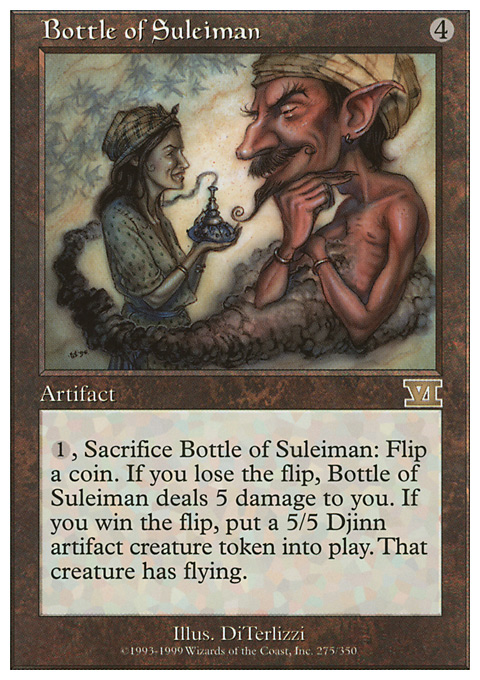 Bottle of Suleiman 4
Artifact VI
1, Sacrifice Bottle of Suleiman: Flip
a coin. If you lose the flip, Bottle of
Suleiman deals 5 damage to you. If
you win the flip, put a 5/5 Djinn
artifact creature token into play. That
creature has flying.
Illus. DiTerlizzi
©1993-1999 Wizards of the Coast, Inc. 275/350